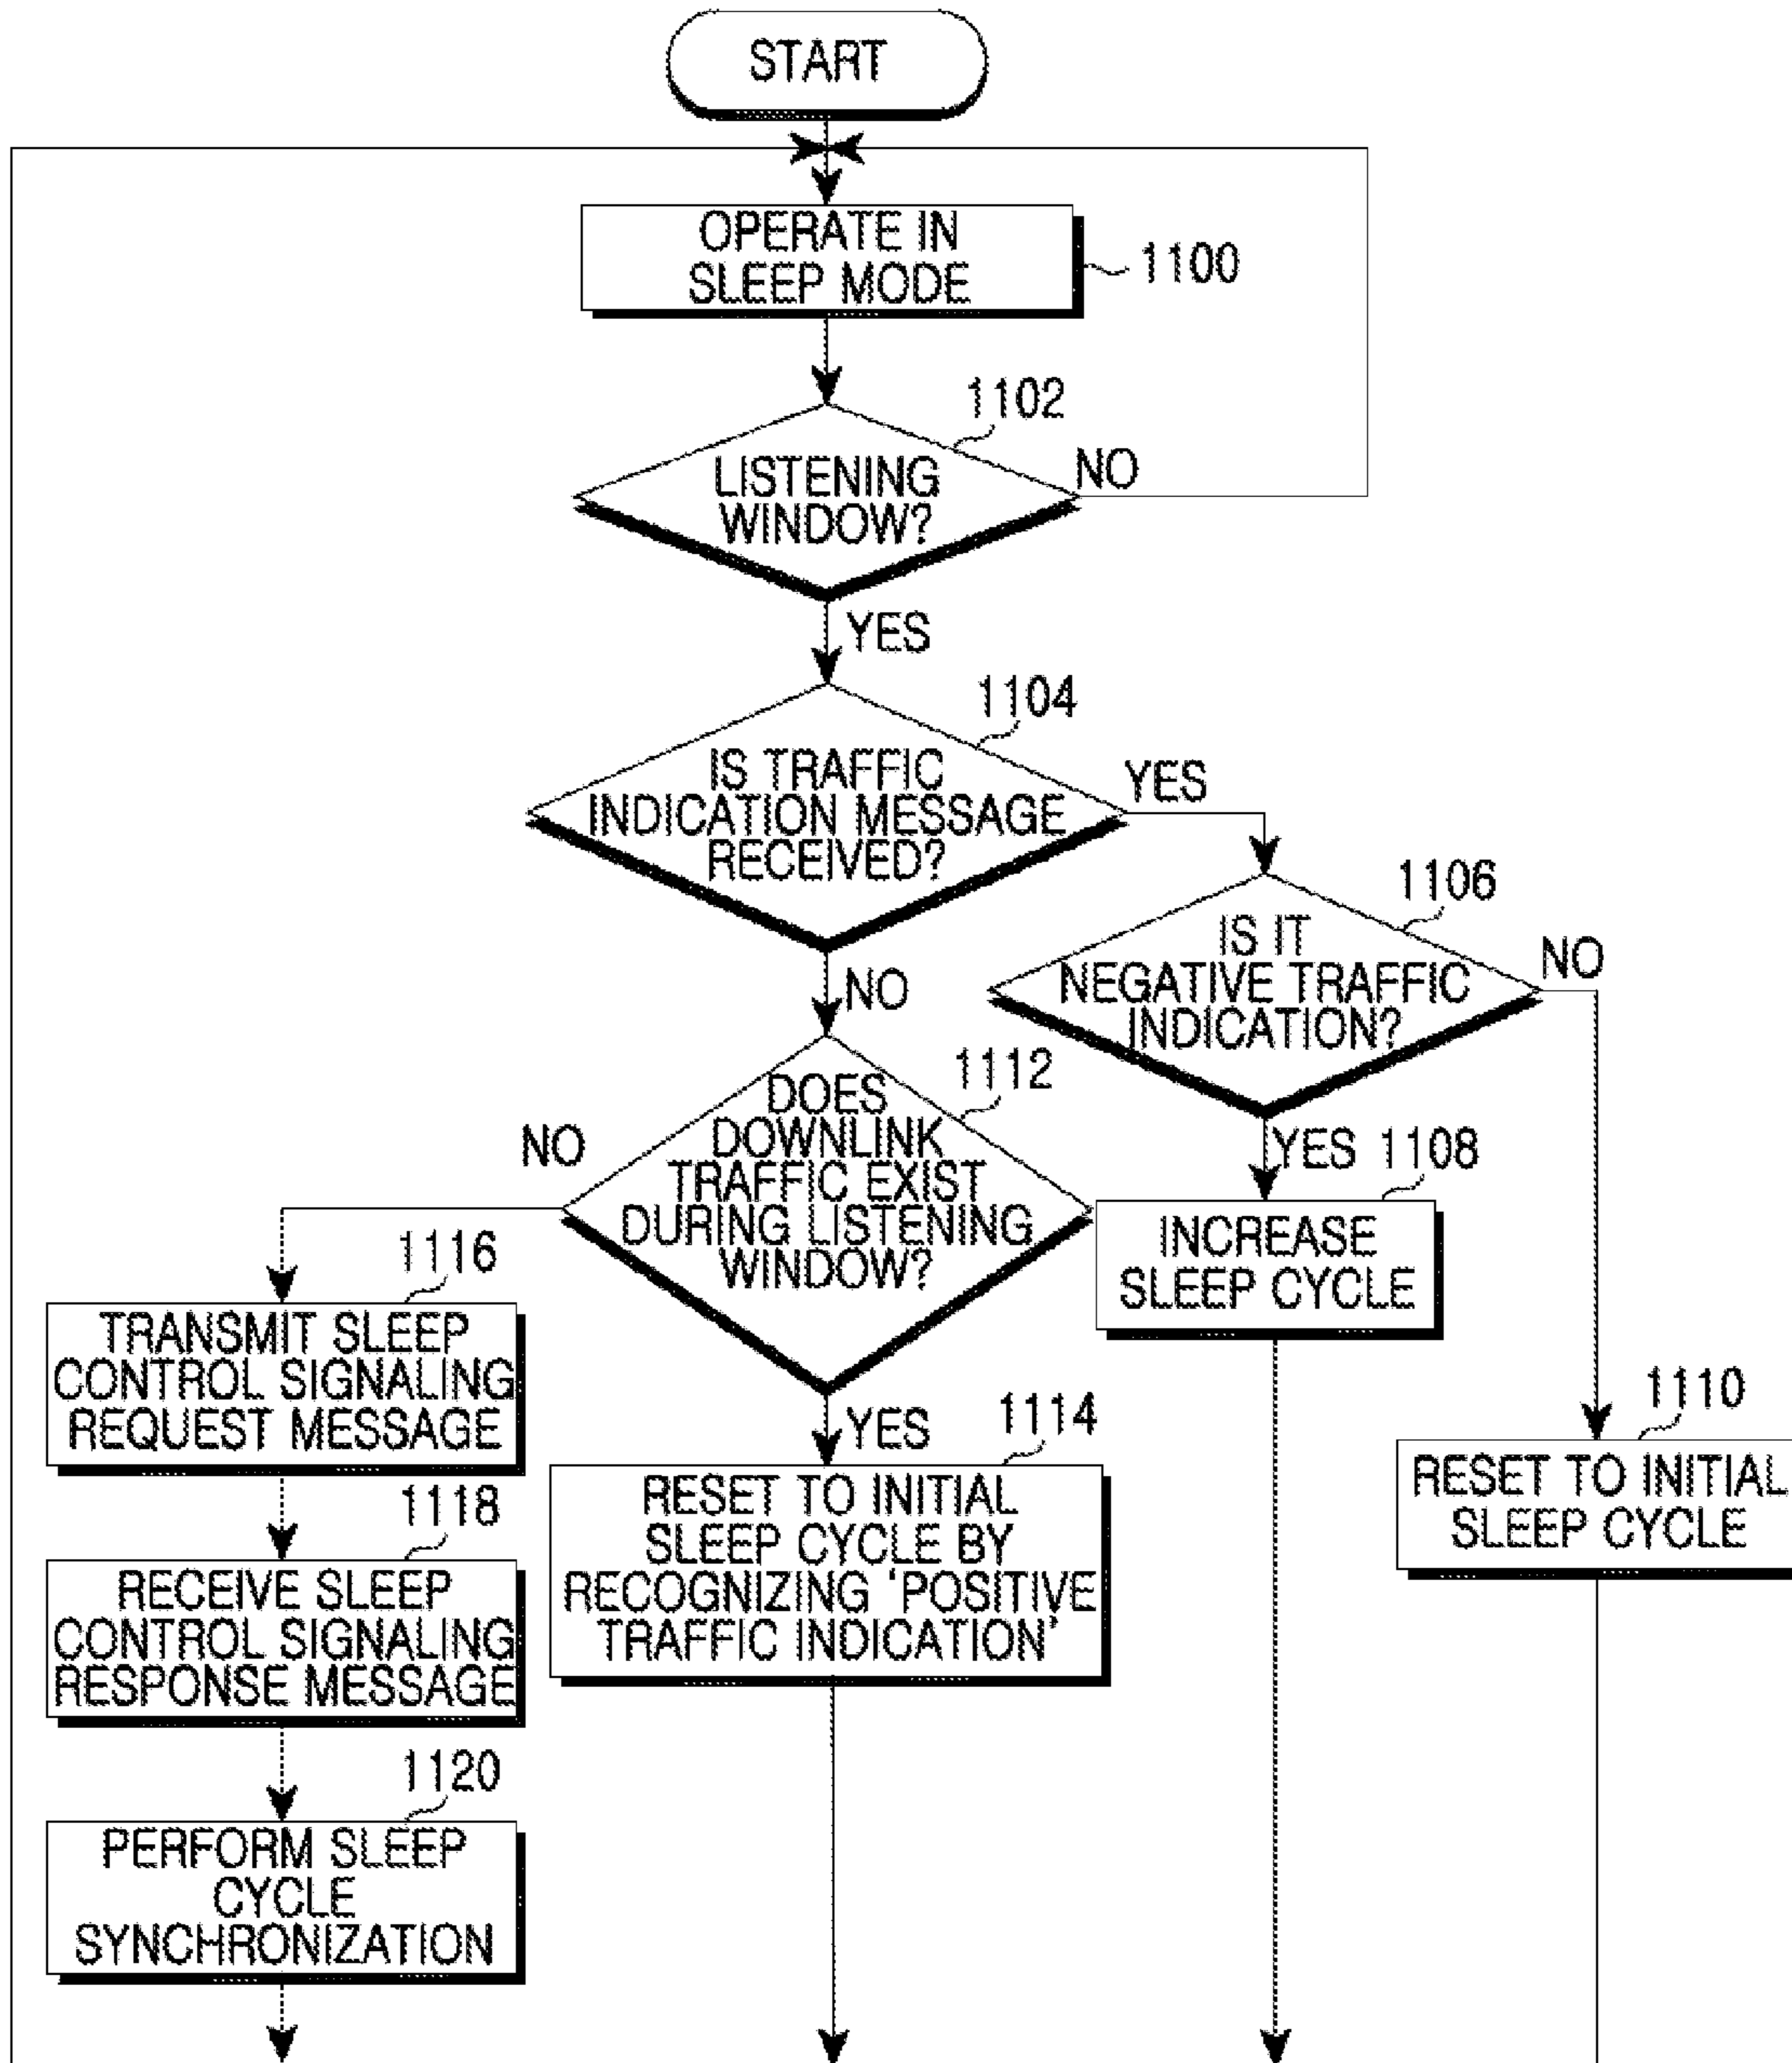 START
OPERATE IN
SLEEP MODE
1100
1102
LISTENING
WINDOW?
NO
YES
1104
IS TRAFFIC
INDICATION MESSAGE
RECEIVED?
YES
NO
1106
IS IT
NEGATIVE TRAFFIC
INDICATION?
NO
YES
1108
INCREASE
SLEEP CYCLE
1110
RESET TO INITIAL
SLEEP CYCLE
1112
DOES
DOWNLINK
TRAFFIC EXIST
DURING LISTENING
WINDOW?
NO
YES
1114
RESET TO INITIAL
SLEEP CYCLE BY
RECOGNIZING 'POSITIVE
TRAFFIC INDICATION'
1116
TRANSMIT SLEEP
CONTROL SIGNALING
REQUEST MESSAGE
1118
RECEIVE SLEEP
CONTROL SIGNALING
RESPONSE MESSAGE
1120
PERFORM SLEEP
CYCLE
SYNCHRONIZATION